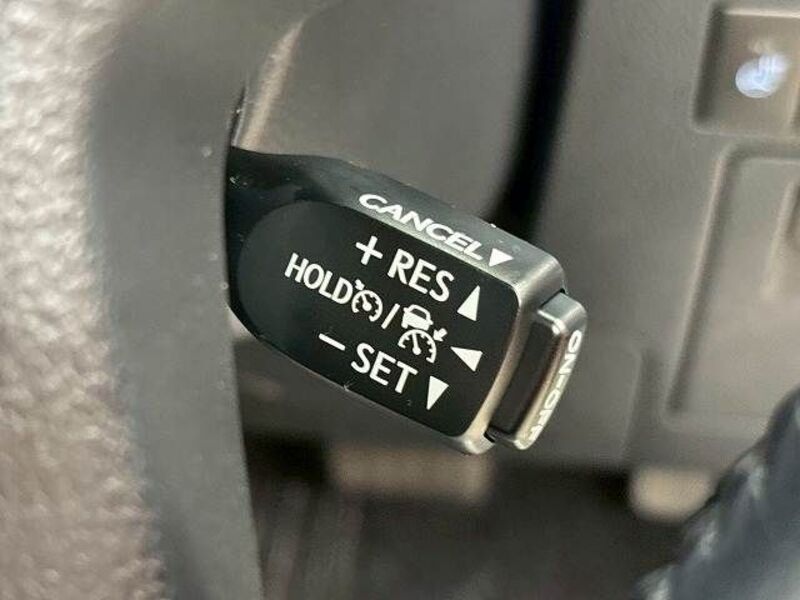 CANCEL▼
+ RES ▲
HOLD /
− SET ▼
ON-OFF